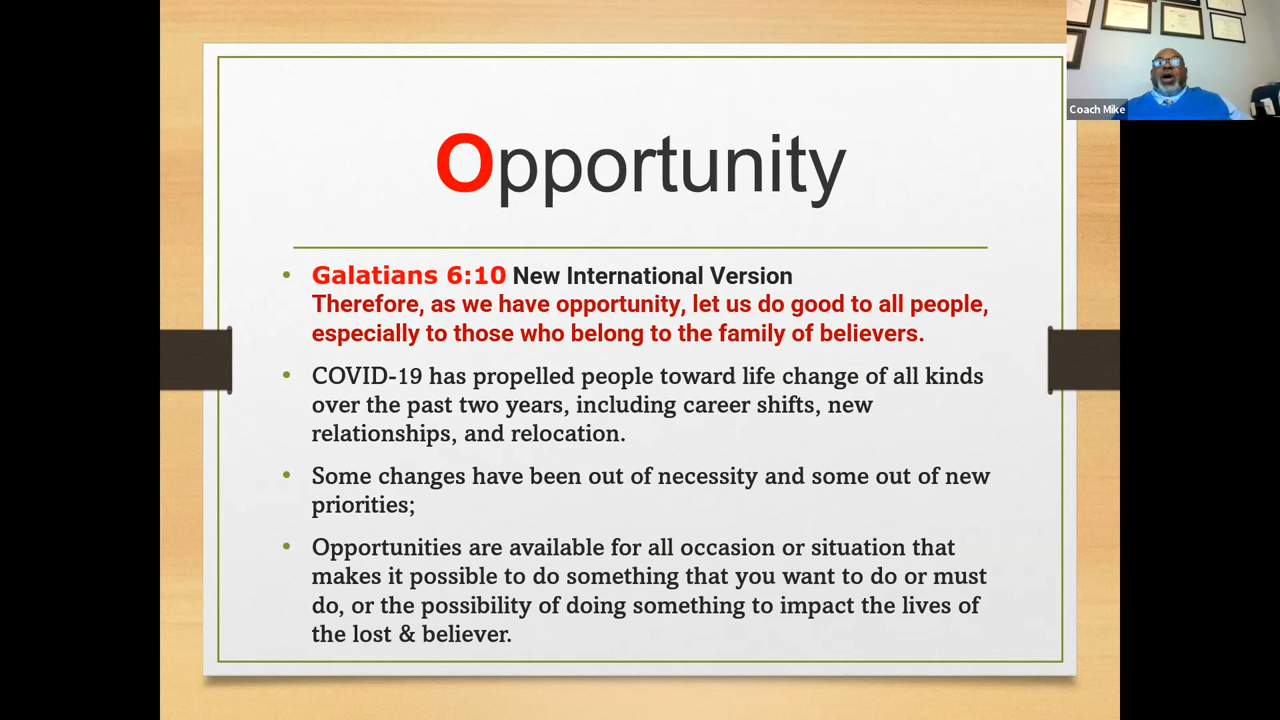 Coach Mike
Opportunity
• Galatians 6:10 New International Version
Therefore, as we have opportunity, let us do good to all people,
especially to those who belong to the family of believers.
• COVID-19 has propelled people toward life change of all kinds
over the past two years, including career shifts, new
relationships, and relocation.
• Some changes have been out of necessity and some out of new
priorities;
• Opportunities are available for all occasion or situation that
makes it possible to do something that you want to do or must
do, or the possibility of doing something to impact the lives of
the lost & believer.